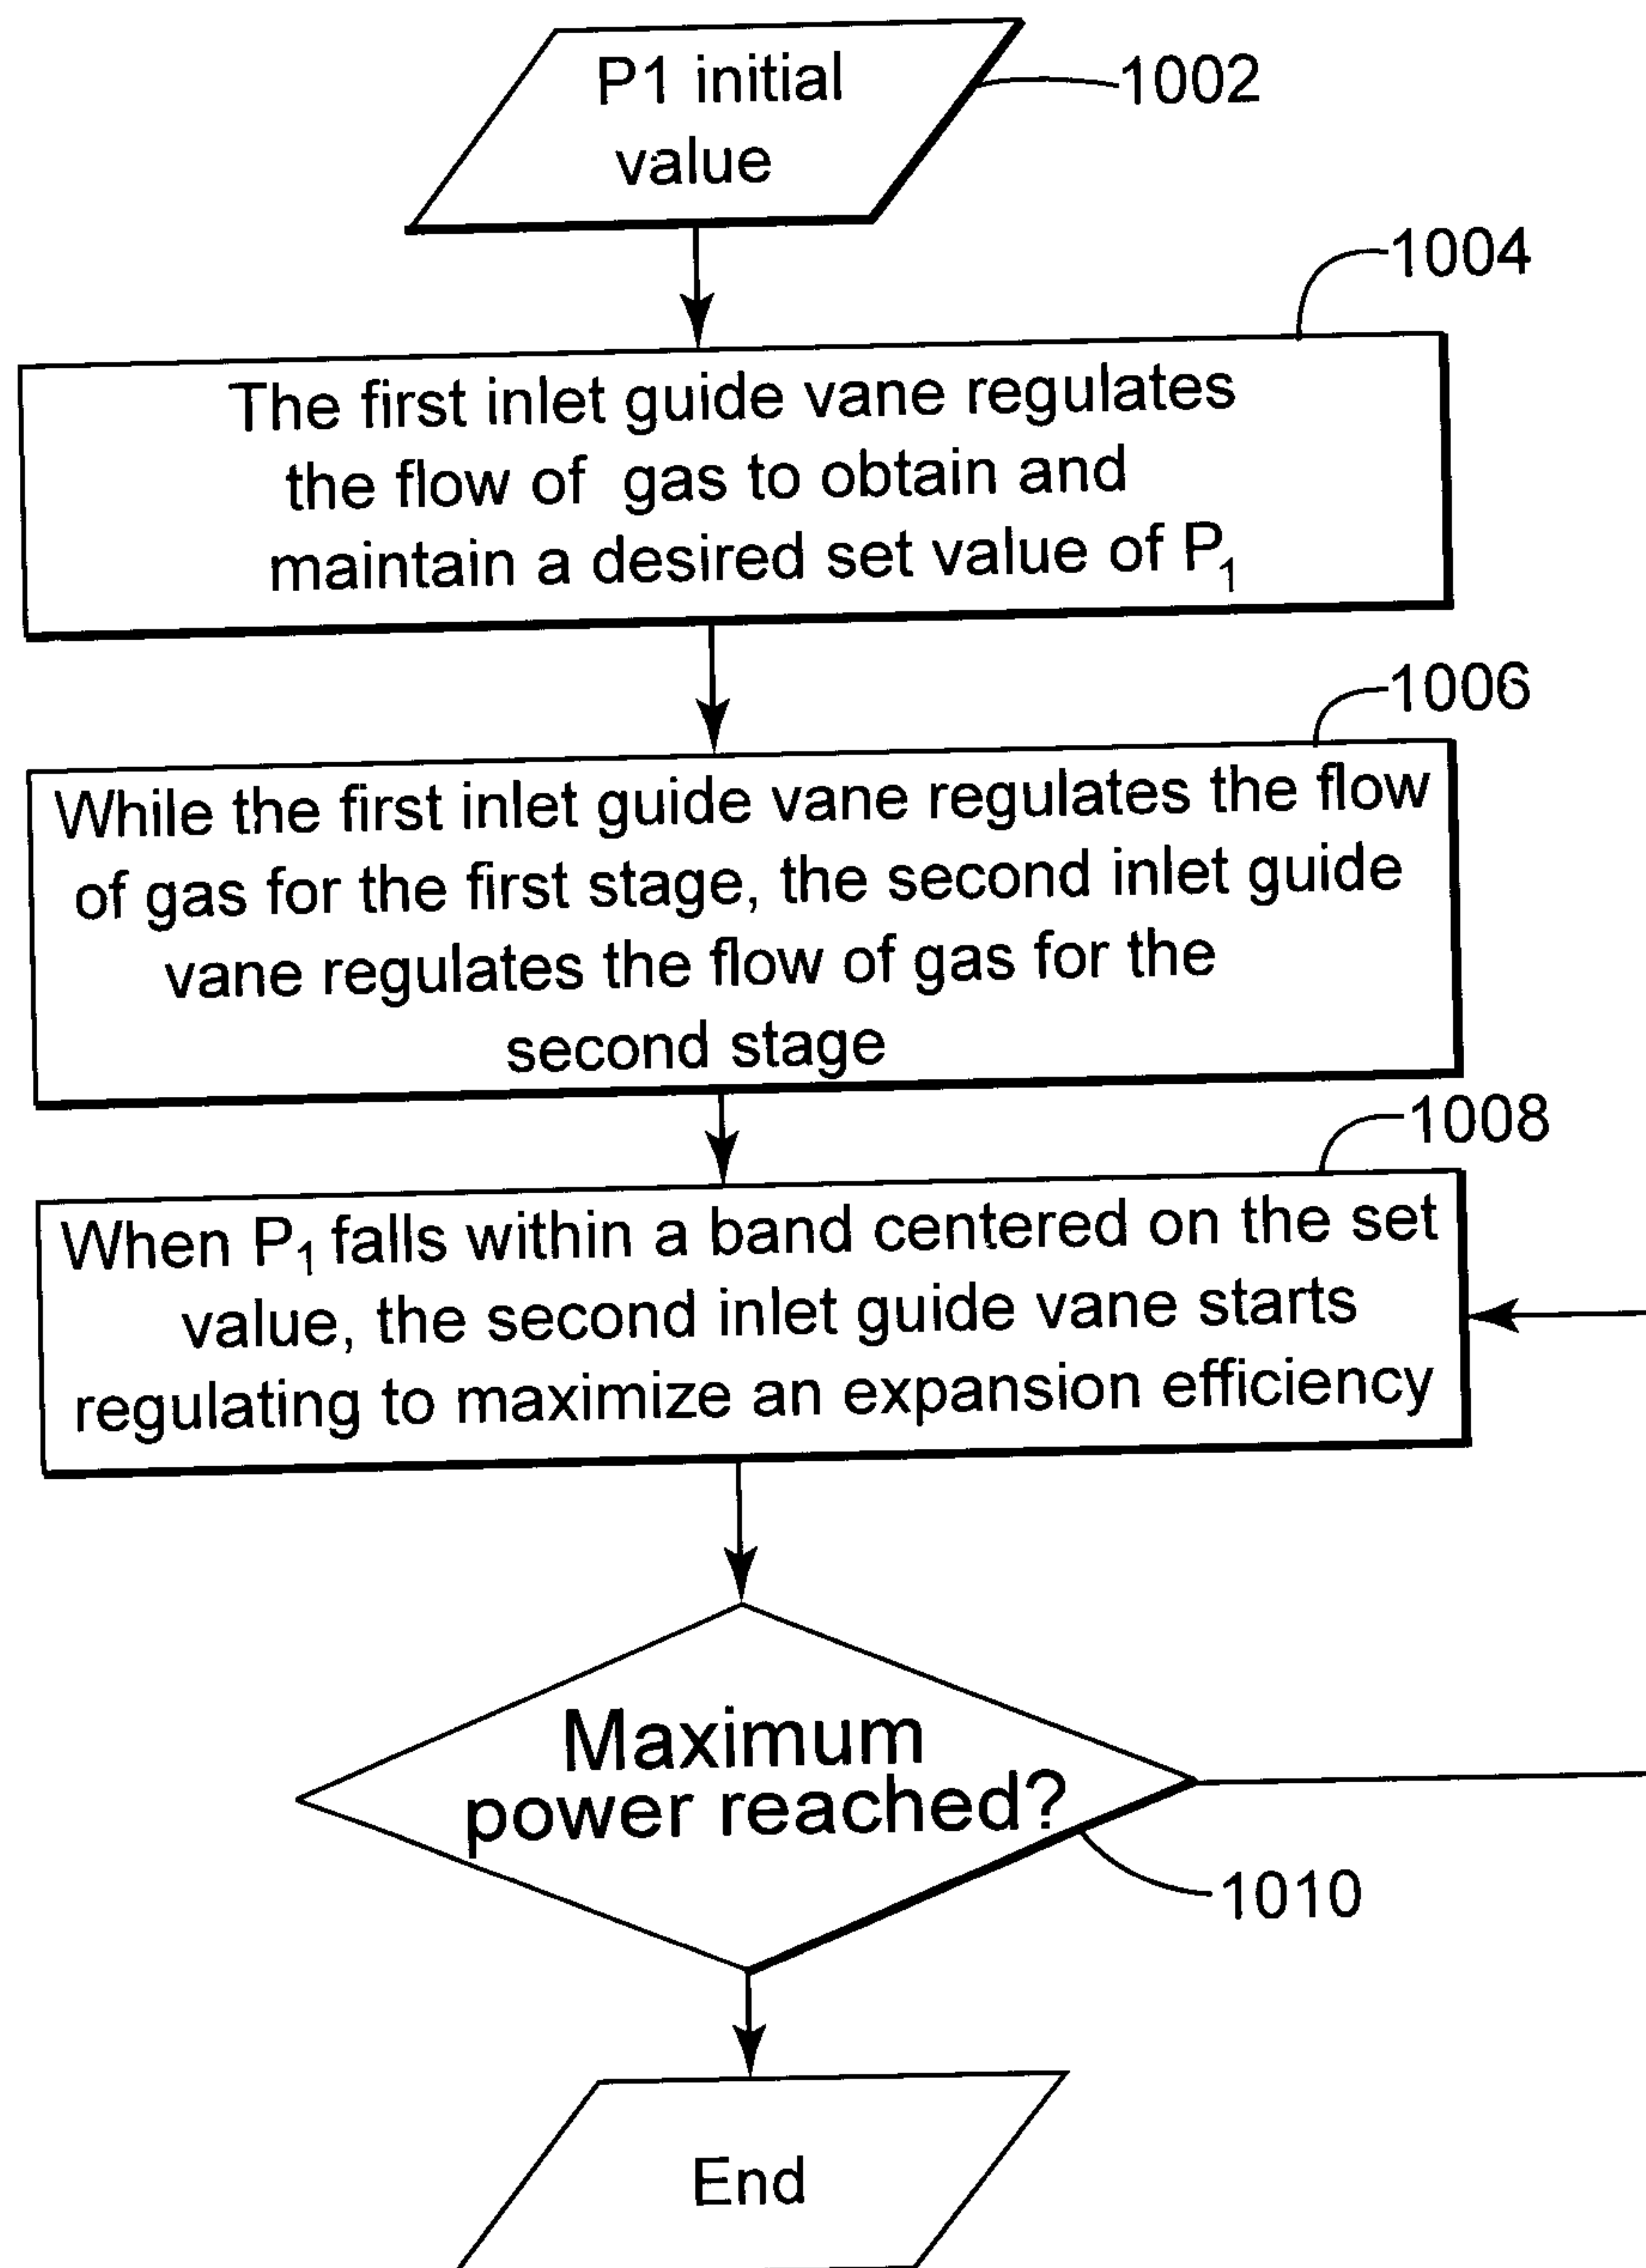 P1 initial
value
1002
1004
The first inlet guide vane regulates
the flow of gas to obtain and
maintain a desired set value of P₁
1006
While the first inlet guide vane regulates the flow
of gas for the first stage, the second inlet guide
vane regulates the flow of gas for the
second stage
1008
When P₁ falls within a band centered on the set
value, the second inlet guide vane starts
regulating to maximize an expansion efficiency
Maximum
power reached?
1010
End